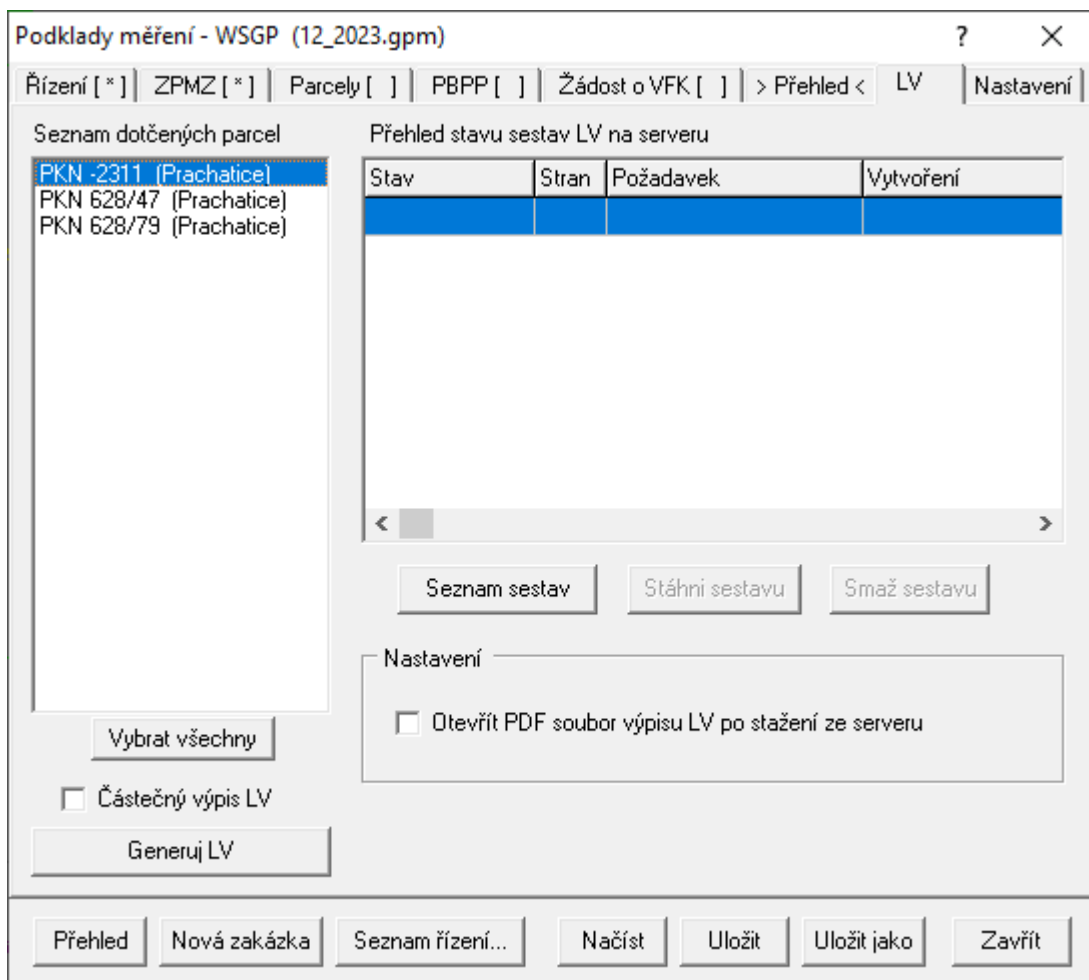 Podklady měření - WSGP (12_2023.gpm) ? ×
Řízení [ * ] ZPMZ [ * ] Parcely [ ] PBPP [ ] Žádost o VFK [ ] > Přehled < LV Nastavení
Seznam dotčených parcel
PKN -2311 (Prachatice)
PKN 628/47 (Prachatice)
PKN 628/79 (Prachatice)
Vybrat všechny
Částečný výpis LV
Generuj LV
Přehled stavu sestav LV na serveru
Stav Stran Požadavek Vytvoření
Seznam sestav Stáhni sestavu Smaž sestavu
Nastavení
Otevřít PDF soubor výpisu LV po stažení ze serveru
Přehled Nová zakázka Seznam řízení... Načíst Uložit Uložit jako Zavřít